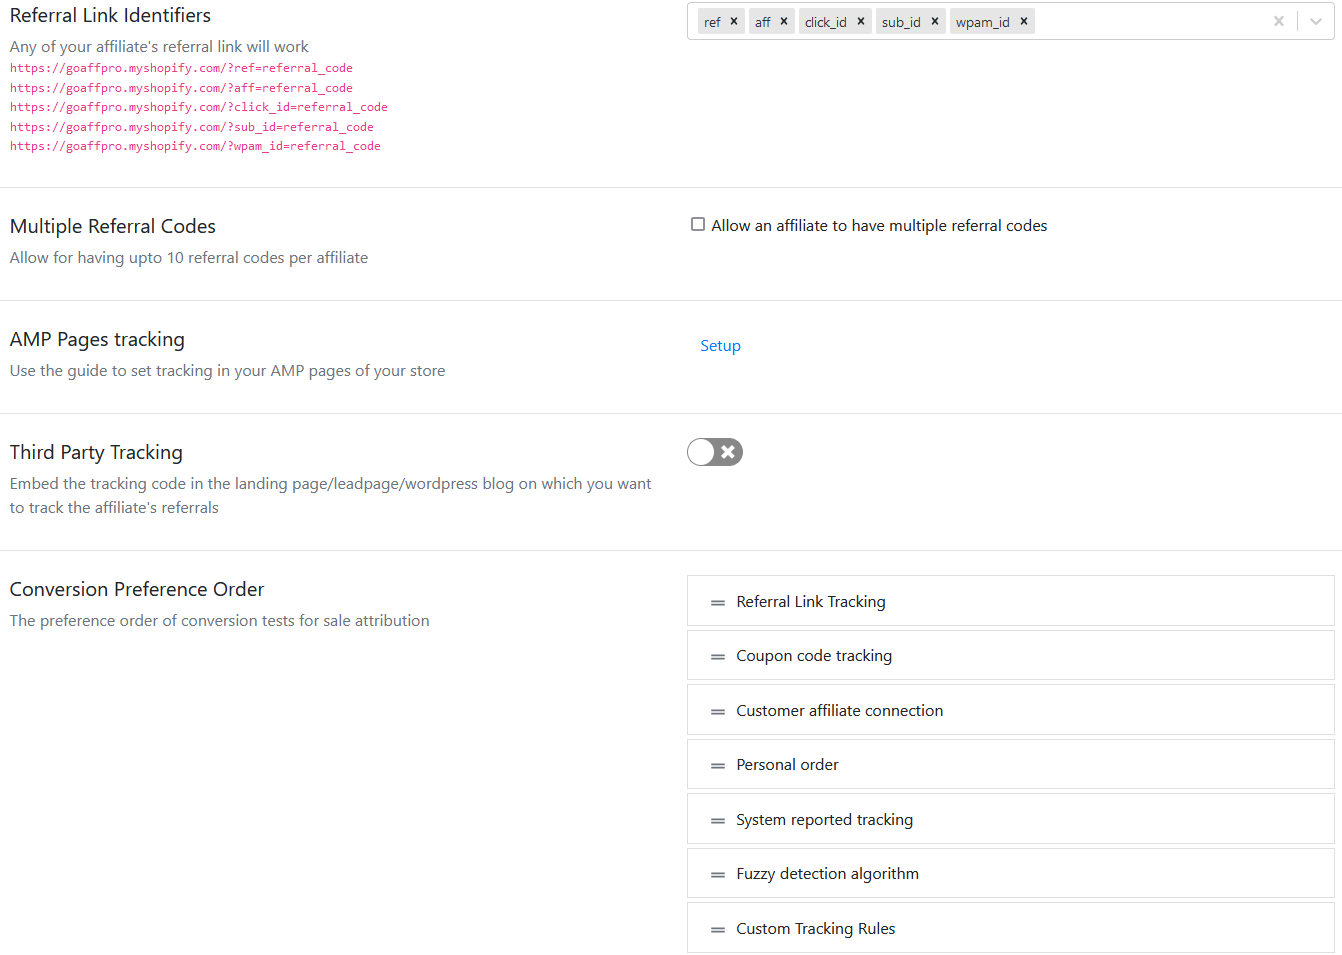 Referral Link Identifiers
Any of your affiliate's referral link will work
https://goaffpro.myshopify.com/?ref=referral_code
https://goaffpro.myshopify.com/?aff=referral_code
https://goaffpro.myshopify.com/?click_id=referral_code
https://goaffpro.myshopify.com/?sub_id=referral_code
https://goaffpro.myshopify.com/?wpam_id=referral_code
ref × aff × click_id × sub_id × wpam_id ×
Multiple Referral Codes
Allow for having upto 10 referral codes per affiliate
Allow an affiliate to have multiple referral codes
AMP Pages tracking
Use the guide to set tracking in your AMP pages of your store
Setup
Third Party Tracking
Embed the tracking code in the landing page/leadpage/wordpress blog on which you want
to track the affiliate's referrals
Conversion Preference Order
The preference order of conversion tests for sale attribution
Referral Link Tracking
Coupon code tracking
Customer affiliate connection
Personal order
System reported tracking
Fuzzy detection algorithm
Custom Tracking Rules